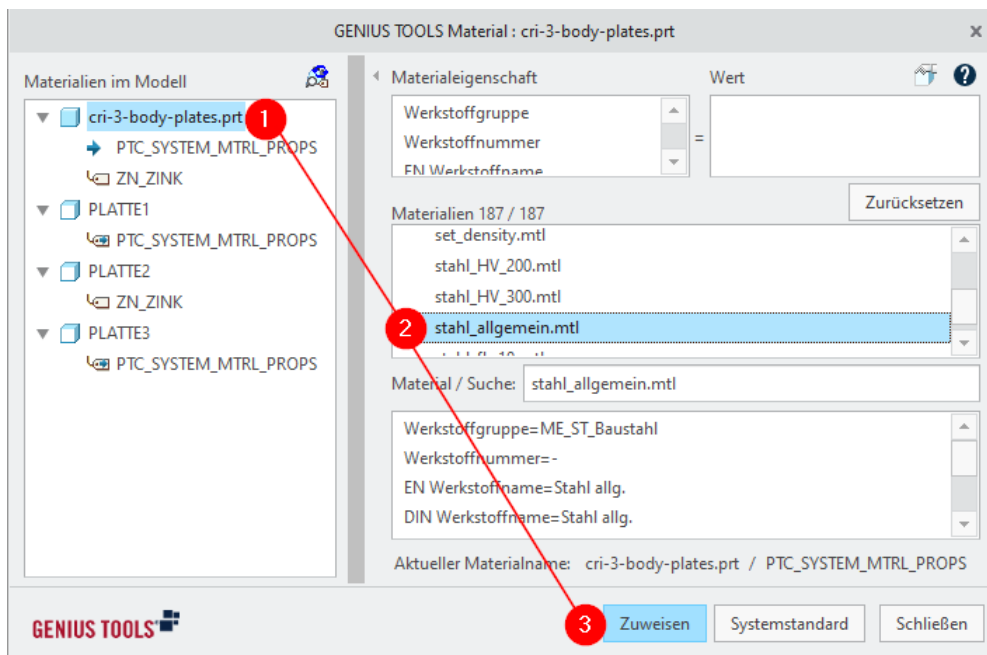 GENIUS TOOLS Material : cri-3-body-plates.prt
Materialien im Modell
cri-3-body-plates.prt
1
PTC_SYSTEM_MTRL_PROPS
ZN_ZINK
PLATTE1
PTC_SYSTEM_MTRL_PROPS
PLATTE2
ZN_ZINK
PLATTE3
PTC_SYSTEM_MTRL_PROPS
Materialeigenschaft Wert
Werkstoffgruppe
Werkstoffnummer
=
EN Werkstoffname
Zurücksetzen
Materialien 187 / 187
set_density.mtl
stahl_HV_200.mtl
stahl_HV_300.mtl
2 stahl_allgemein.mtl
Material / Suche: stahl_allgemein.mtl
Werkstoffgruppe=ME_ST_Baustahl
Werkstoffnummer=-
EN Werkstoffname=Stahl allg.
DIN Werkstoffname=Stahl allg.
Aktueller Materialname: cri-3-body-plates.prt / PTC_SYSTEM_MTRL_PROPS
GENIUS TOOLS
3 Zuweisen Systemstandard Schließen